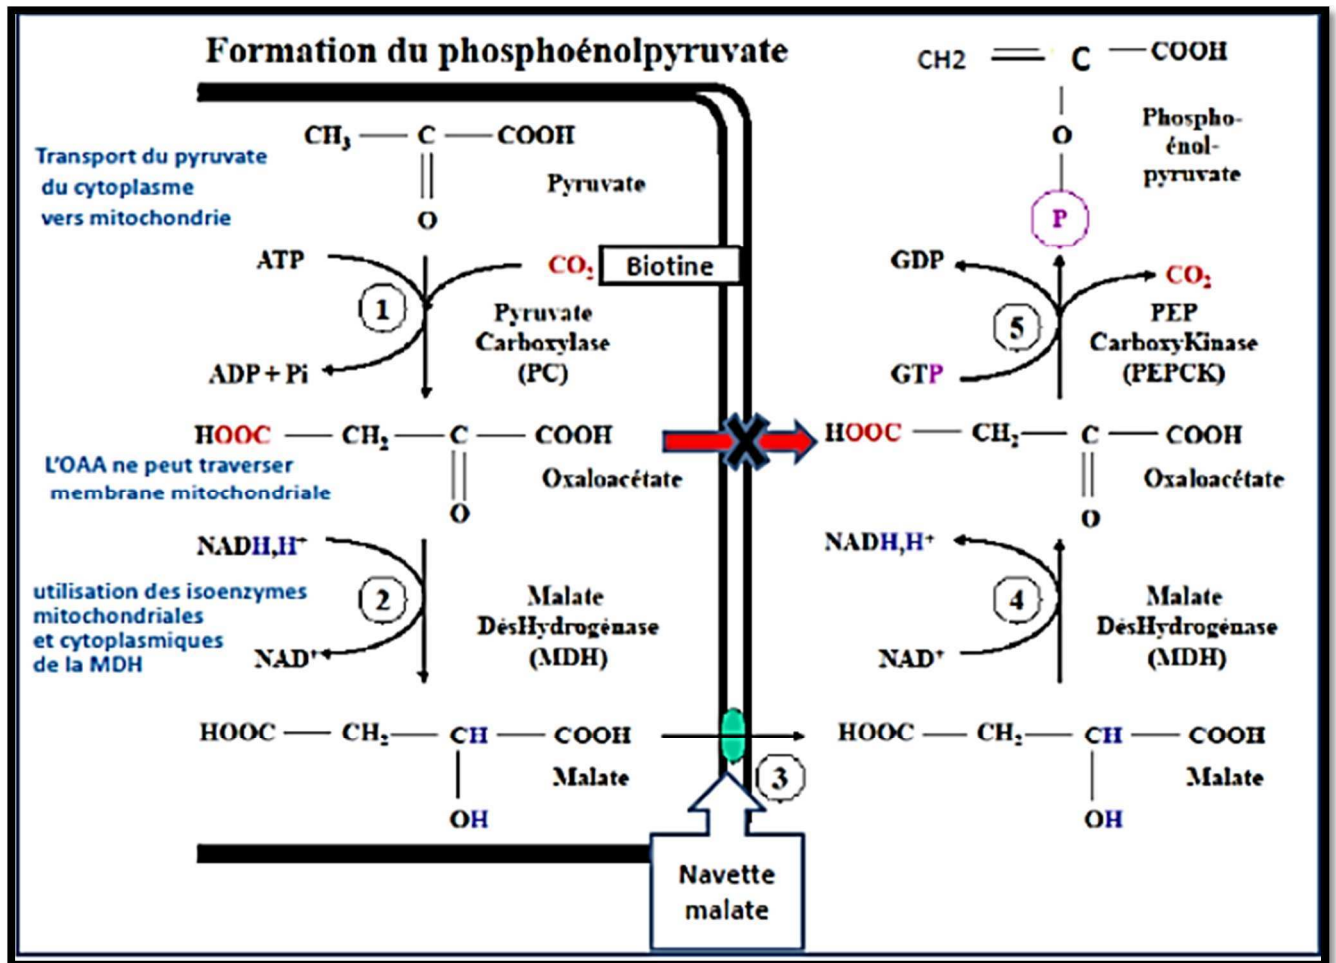 Formation du phosphoénolpyruvate
CH₃ — C — COOH
O
Pyruvate
Transport du pyruvate
du cytoplasme
vers mitochondrie
ATP
CO₂
Biotine
1
Pyruvate
Carboxylase
(PC)
ADP + Pi
HOOC — CH₂ — C — COOH
O
Oxaloacétate
L'OAA ne peut traverser
membrane mitochondriale
NADH,H⁺
2
Malate
DésHydrogénase
(MDH)
NAD⁺
utilisation des isoenzymes
mitochondriales
et cytoplasmiques
de la MDH
HOOC — CH₂ — CH — COOH
OH
Malate
3
Navette
malate
CH2 = C — COOH
O
P
Phospho-
énol-
pyruvate
GDP
CO₂
5
PEP
CarboxyKinase
(PEPCK)
GTP
HOOC — CH₂ — C — COOH
O
Oxaloacétate
NADH,H⁺
4
Malate
DésHydrogénase
(MDH)
NAD⁺
HOOC — CH₂ — CH — COOH
OH
Malate